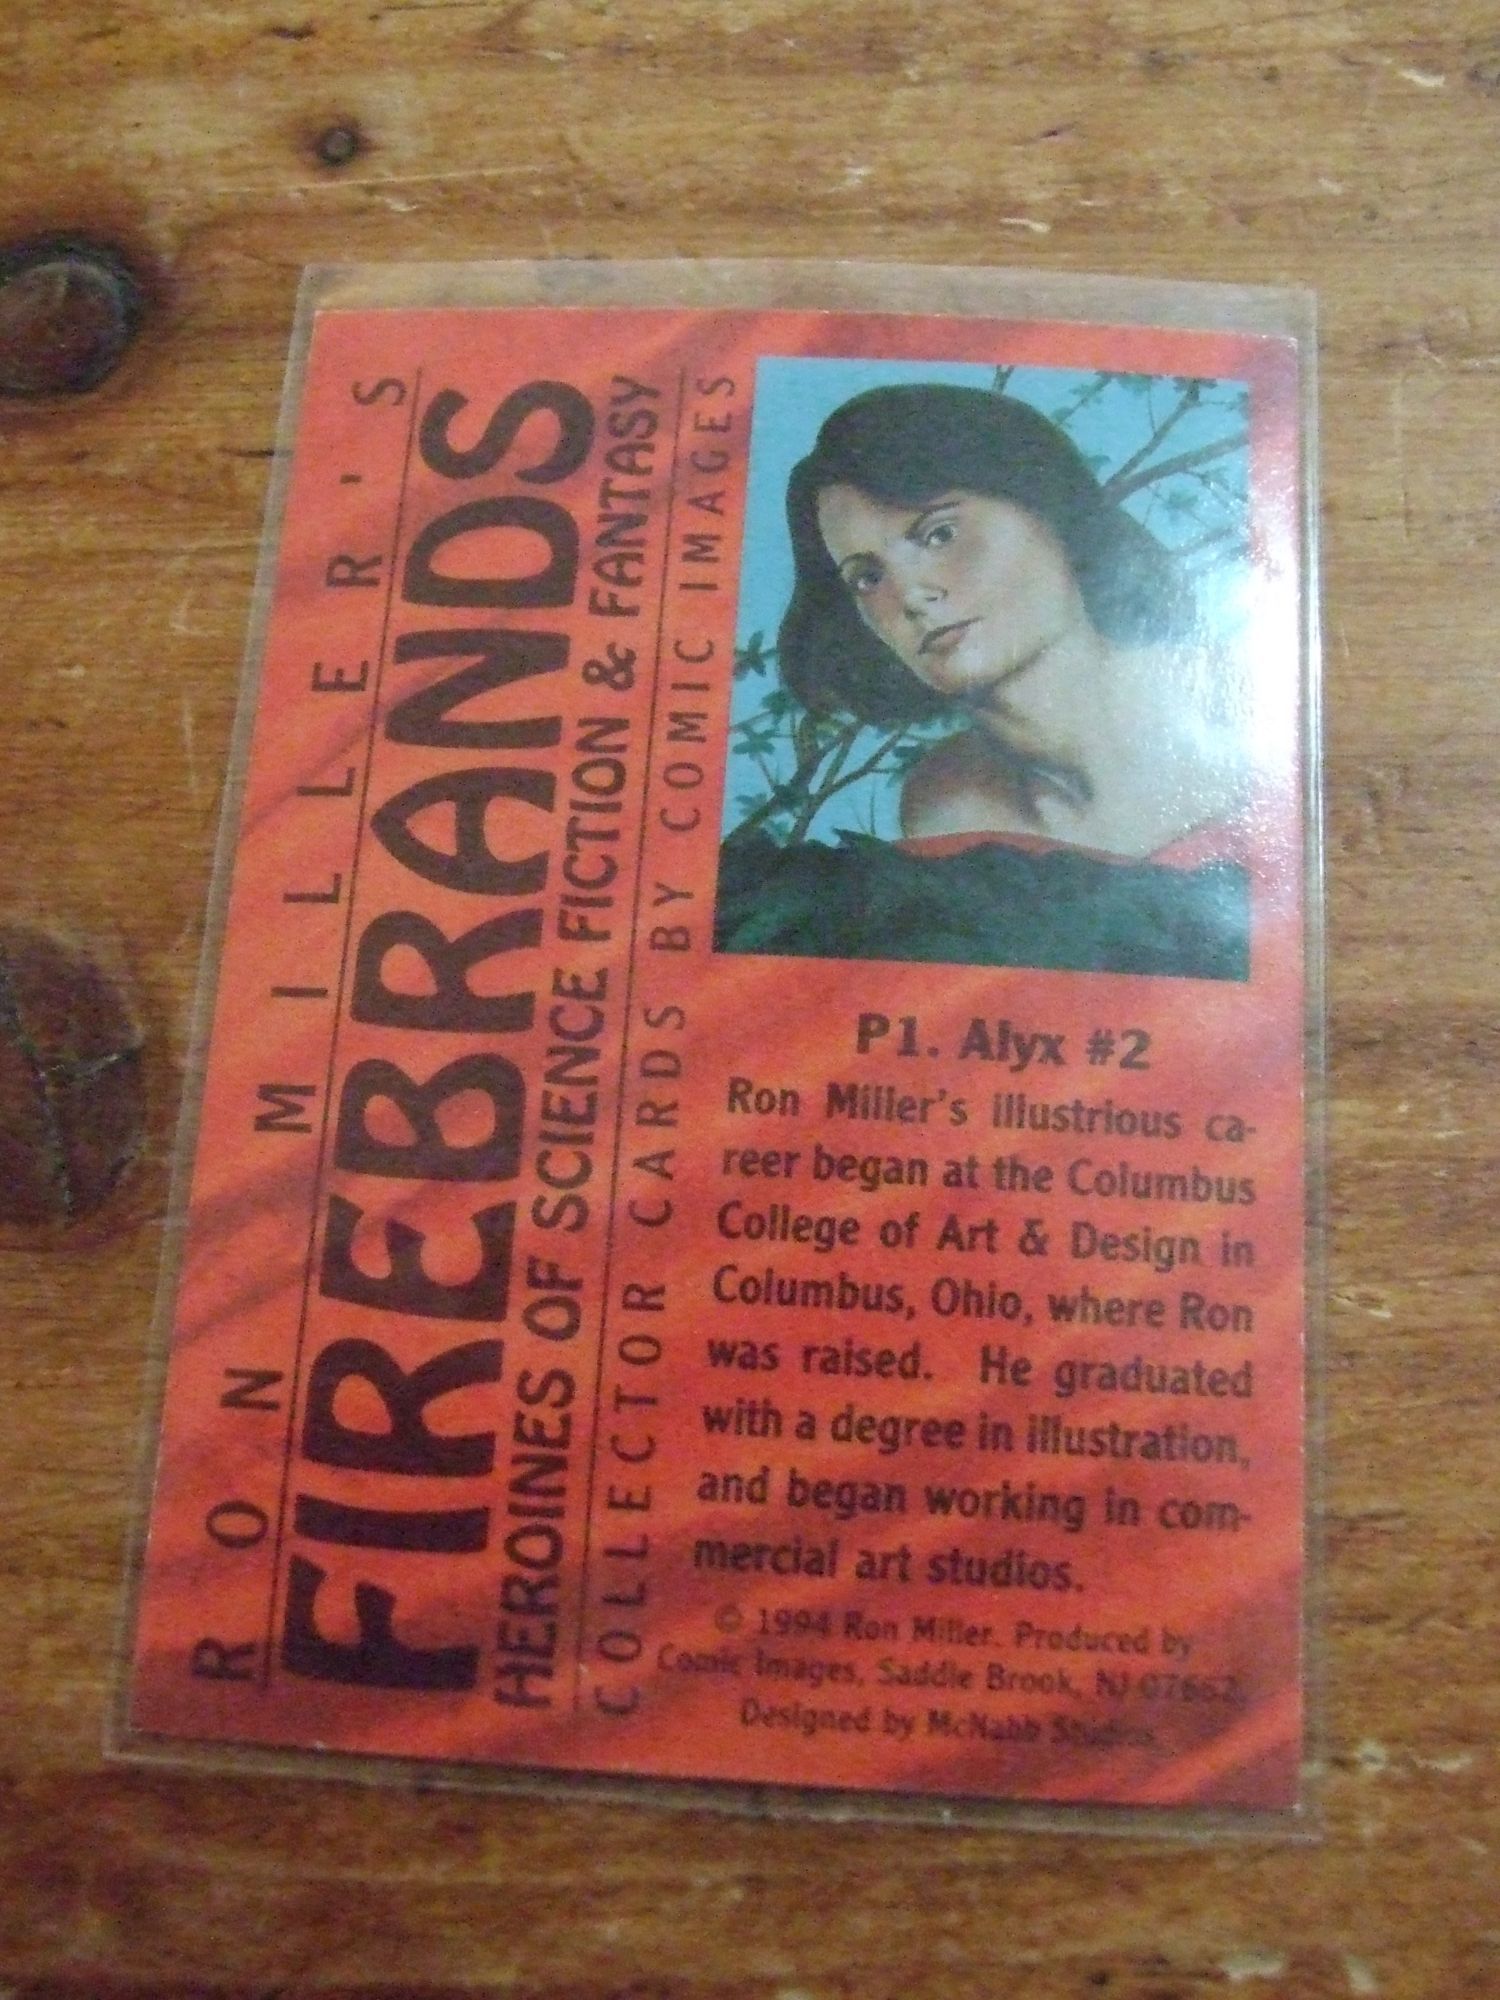 RON MILLER'S
FIREBRANDS
HEROINES OF SCIENCE FICTION & FANTASY
COLLECTOR CARDS BY COMIC IMAGES
P1. Alyx #2
Ron Miller's illustrious ca-
reer began at the Columbus
College of Art & Design in
Columbus, Ohio, where Ron
was raised. He graduated
with a degree in illustration,
and began working in com-
mercial art studios.
© 1994 Ron Miller. Produced by
Comic Images, Saddle Brook, NJ 07662.
Designed by McNabb Studios.